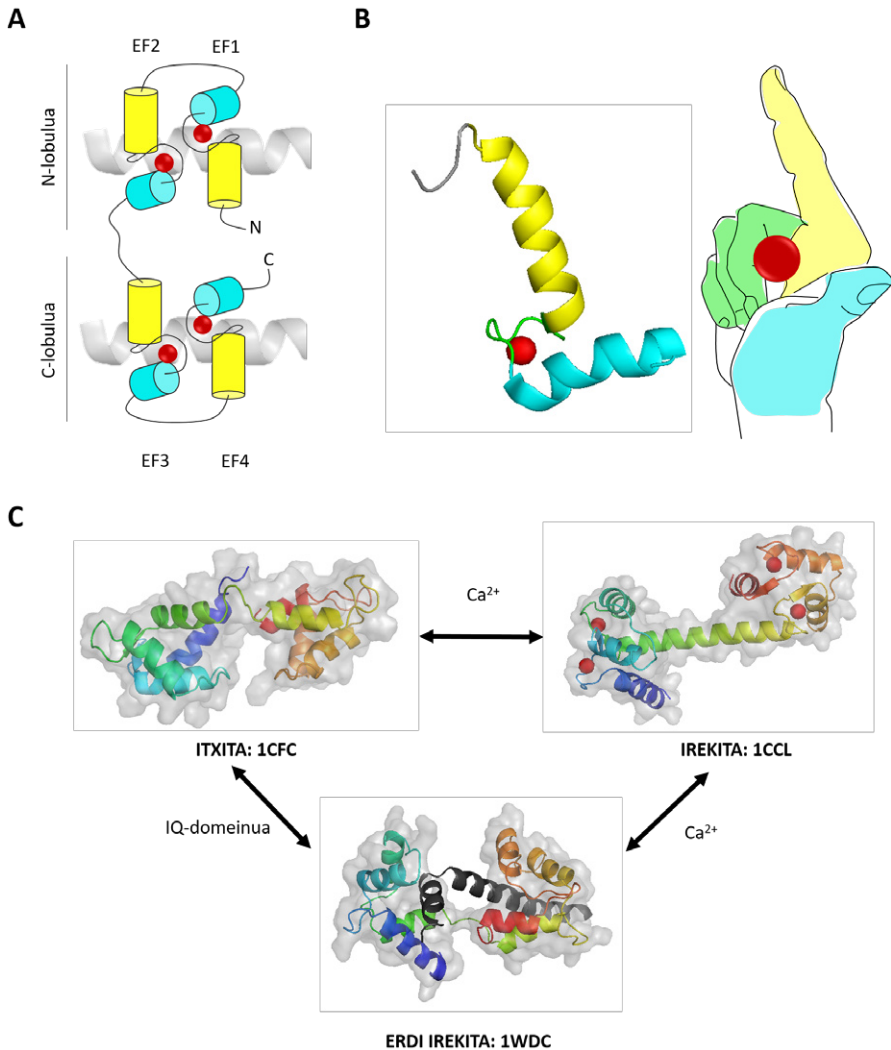 A
EF2
EF1
N-lobulua
N
C
C-lobulua
EF3
EF4
B
C
Ca²⁺
ITXITA: 1CFC
IREKITA: 1CCL
IQ-domeinua
Ca²⁺
ERDI IREKITA: 1WDC